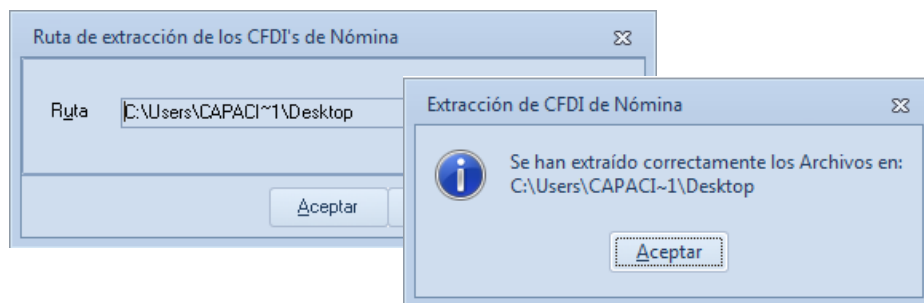 Ruta de extracción de los CFDI's de Nómina
Ruta
C:\Users\CAPACI~1\Desktop
Aceptar
Extracción de CFDI de Nómina
Se han extraído correctamente los Archivos en:
C:\Users\CAPACI~1\Desktop
Aceptar